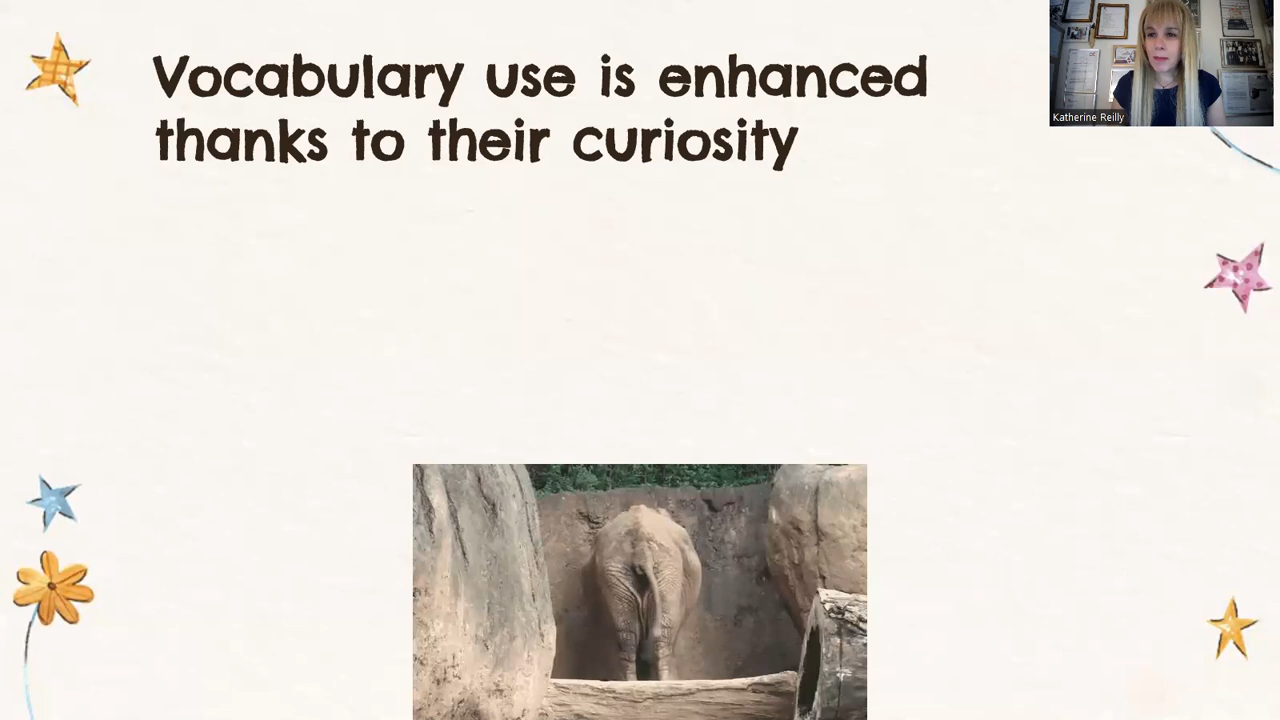 Vocabulary use is enhanced
thanks to their curiosity
Katherine Reilly